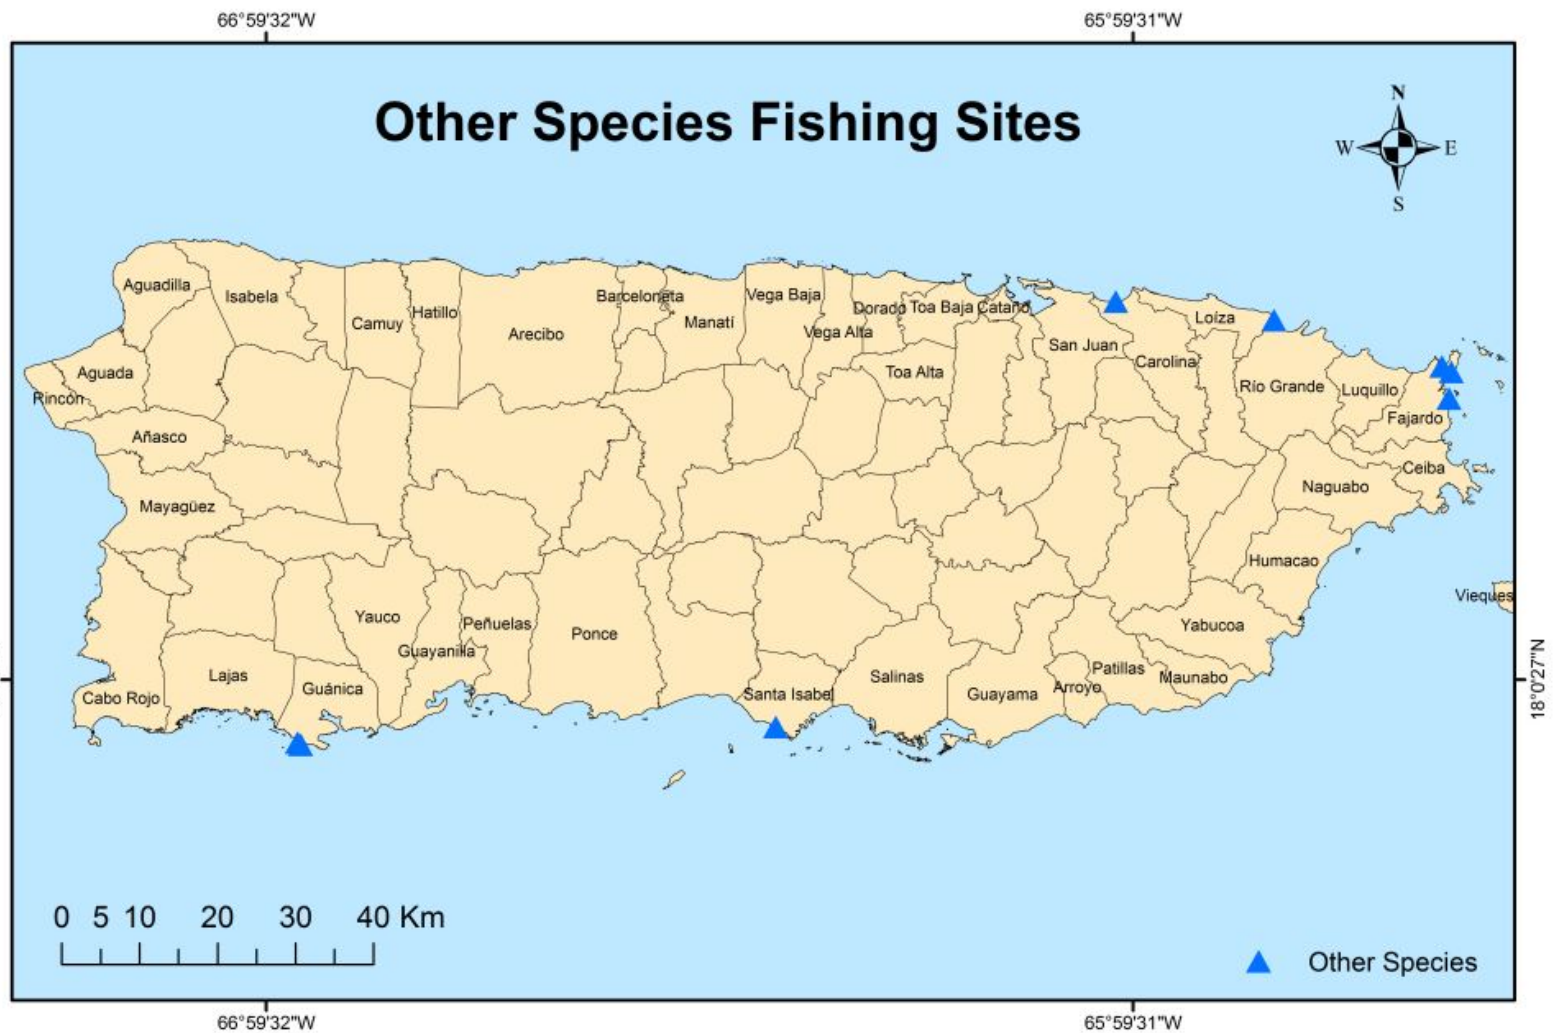 66°59'32"W
65°59'31"W
Other Species Fishing Sites
N
W
E
S
Aguadilla
Isabela
Camuy
Hatillo
Arecibo
Barceloneta
Manatí
Vega Baja
Vega Alta
Dorado
Toa Baja
Cataño
Toa Alta
San Juan
Carolina
Loíza
Río Grande
Luquillo
Fajardo
Ceiba
Naguabo
Humacao
Vieques
Aguada
Rincón
Añasco
Mayagüez
Yauco
Guayanilla
Peñuelas
Ponce
Yabucoa
Lajas
Guánica
Cabo Rojo
Santa Isabel
Salinas
Guayama
Arroyo
Patillas
Maunabo
18°0'27"N
0 5 10 20 30 40 Km
Other Species
66°59'32"W
65°59'31"W